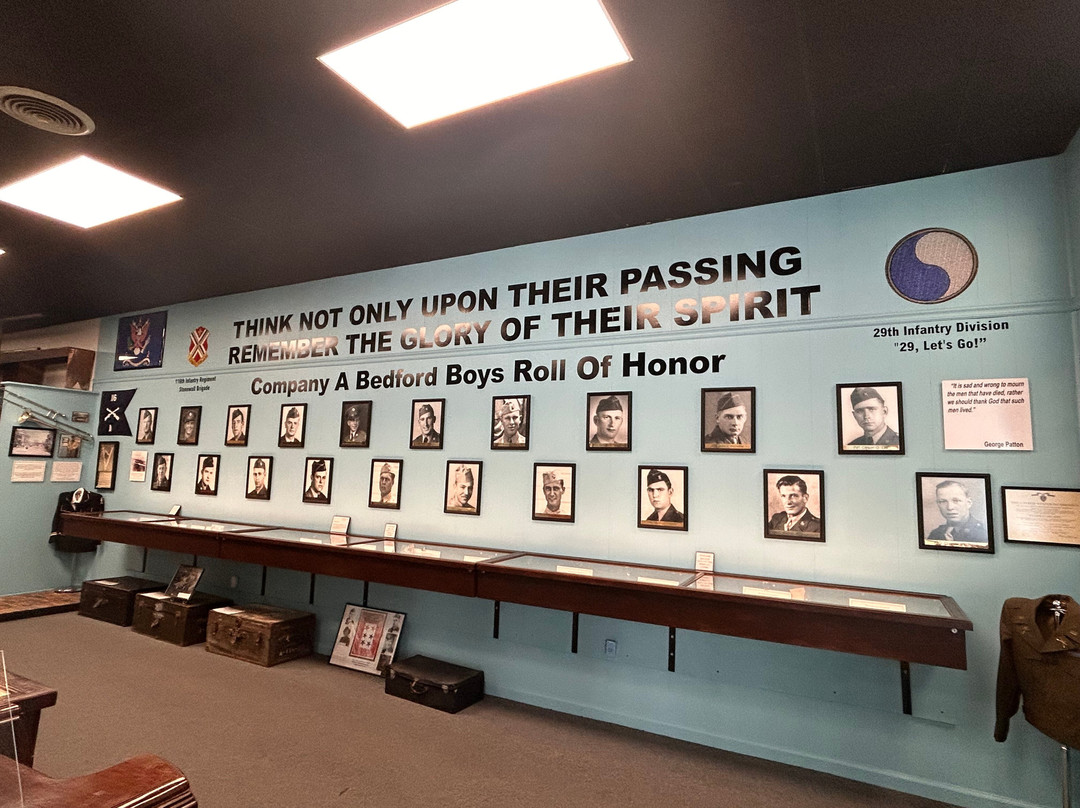 THINK NOT ONLY UPON THEIR PASSING
REMEMBER THE GLORY OF THEIR SPIRIT
Company A Bedford Boys Roll Of Honor
116th Infantry Regiment
Stonewall Brigade
29th Infantry Division
"29, Let's Go!"
"It is sad and wrong to mourn
the men that have died, rather
we should thank God that such
men lived."
George Patton